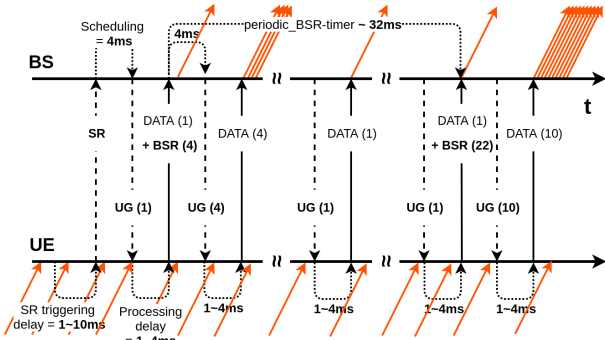 Scheduling
= 4ms
4ms
periodic_BSR-timer ~ 32ms
BS
t
SR
DATA (1)
+ BSR (4)
DATA (4)
DATA (1)
DATA (1)
+ BSR (22)
DATA (10)
UG (1)
UG (4)
UG (1)
UG (1)
UG (10)
UE
SR triggering
delay = 1~10ms
Processing
delay
= 1~4ms
1~4ms
1~4ms
1~4ms
1~4ms